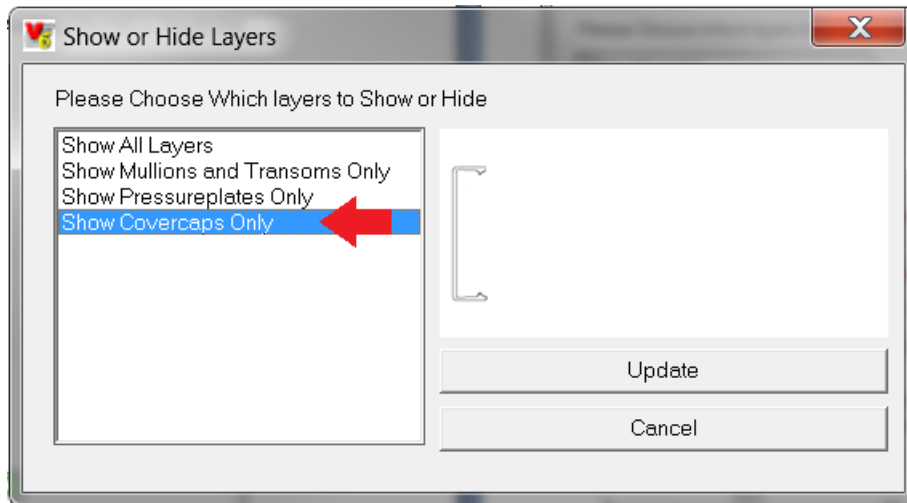 Show or Hide Layers
Please Choose Which layers to Show or Hide
Show All Layers
Show Mullions and Transoms Only
Show Pressureplates Only
Show Covercaps Only
Update
Cancel